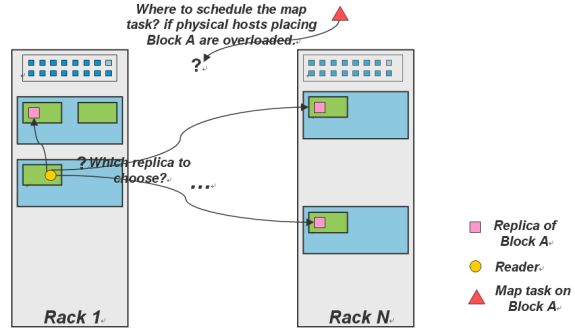 Where to schedule the map
task? if physical hosts placing
Block A are overloaded.
?
? Which replica to
choose?
...
Replica of
Block A
Reader
Map task on
Block A
Rack 1
Rack N